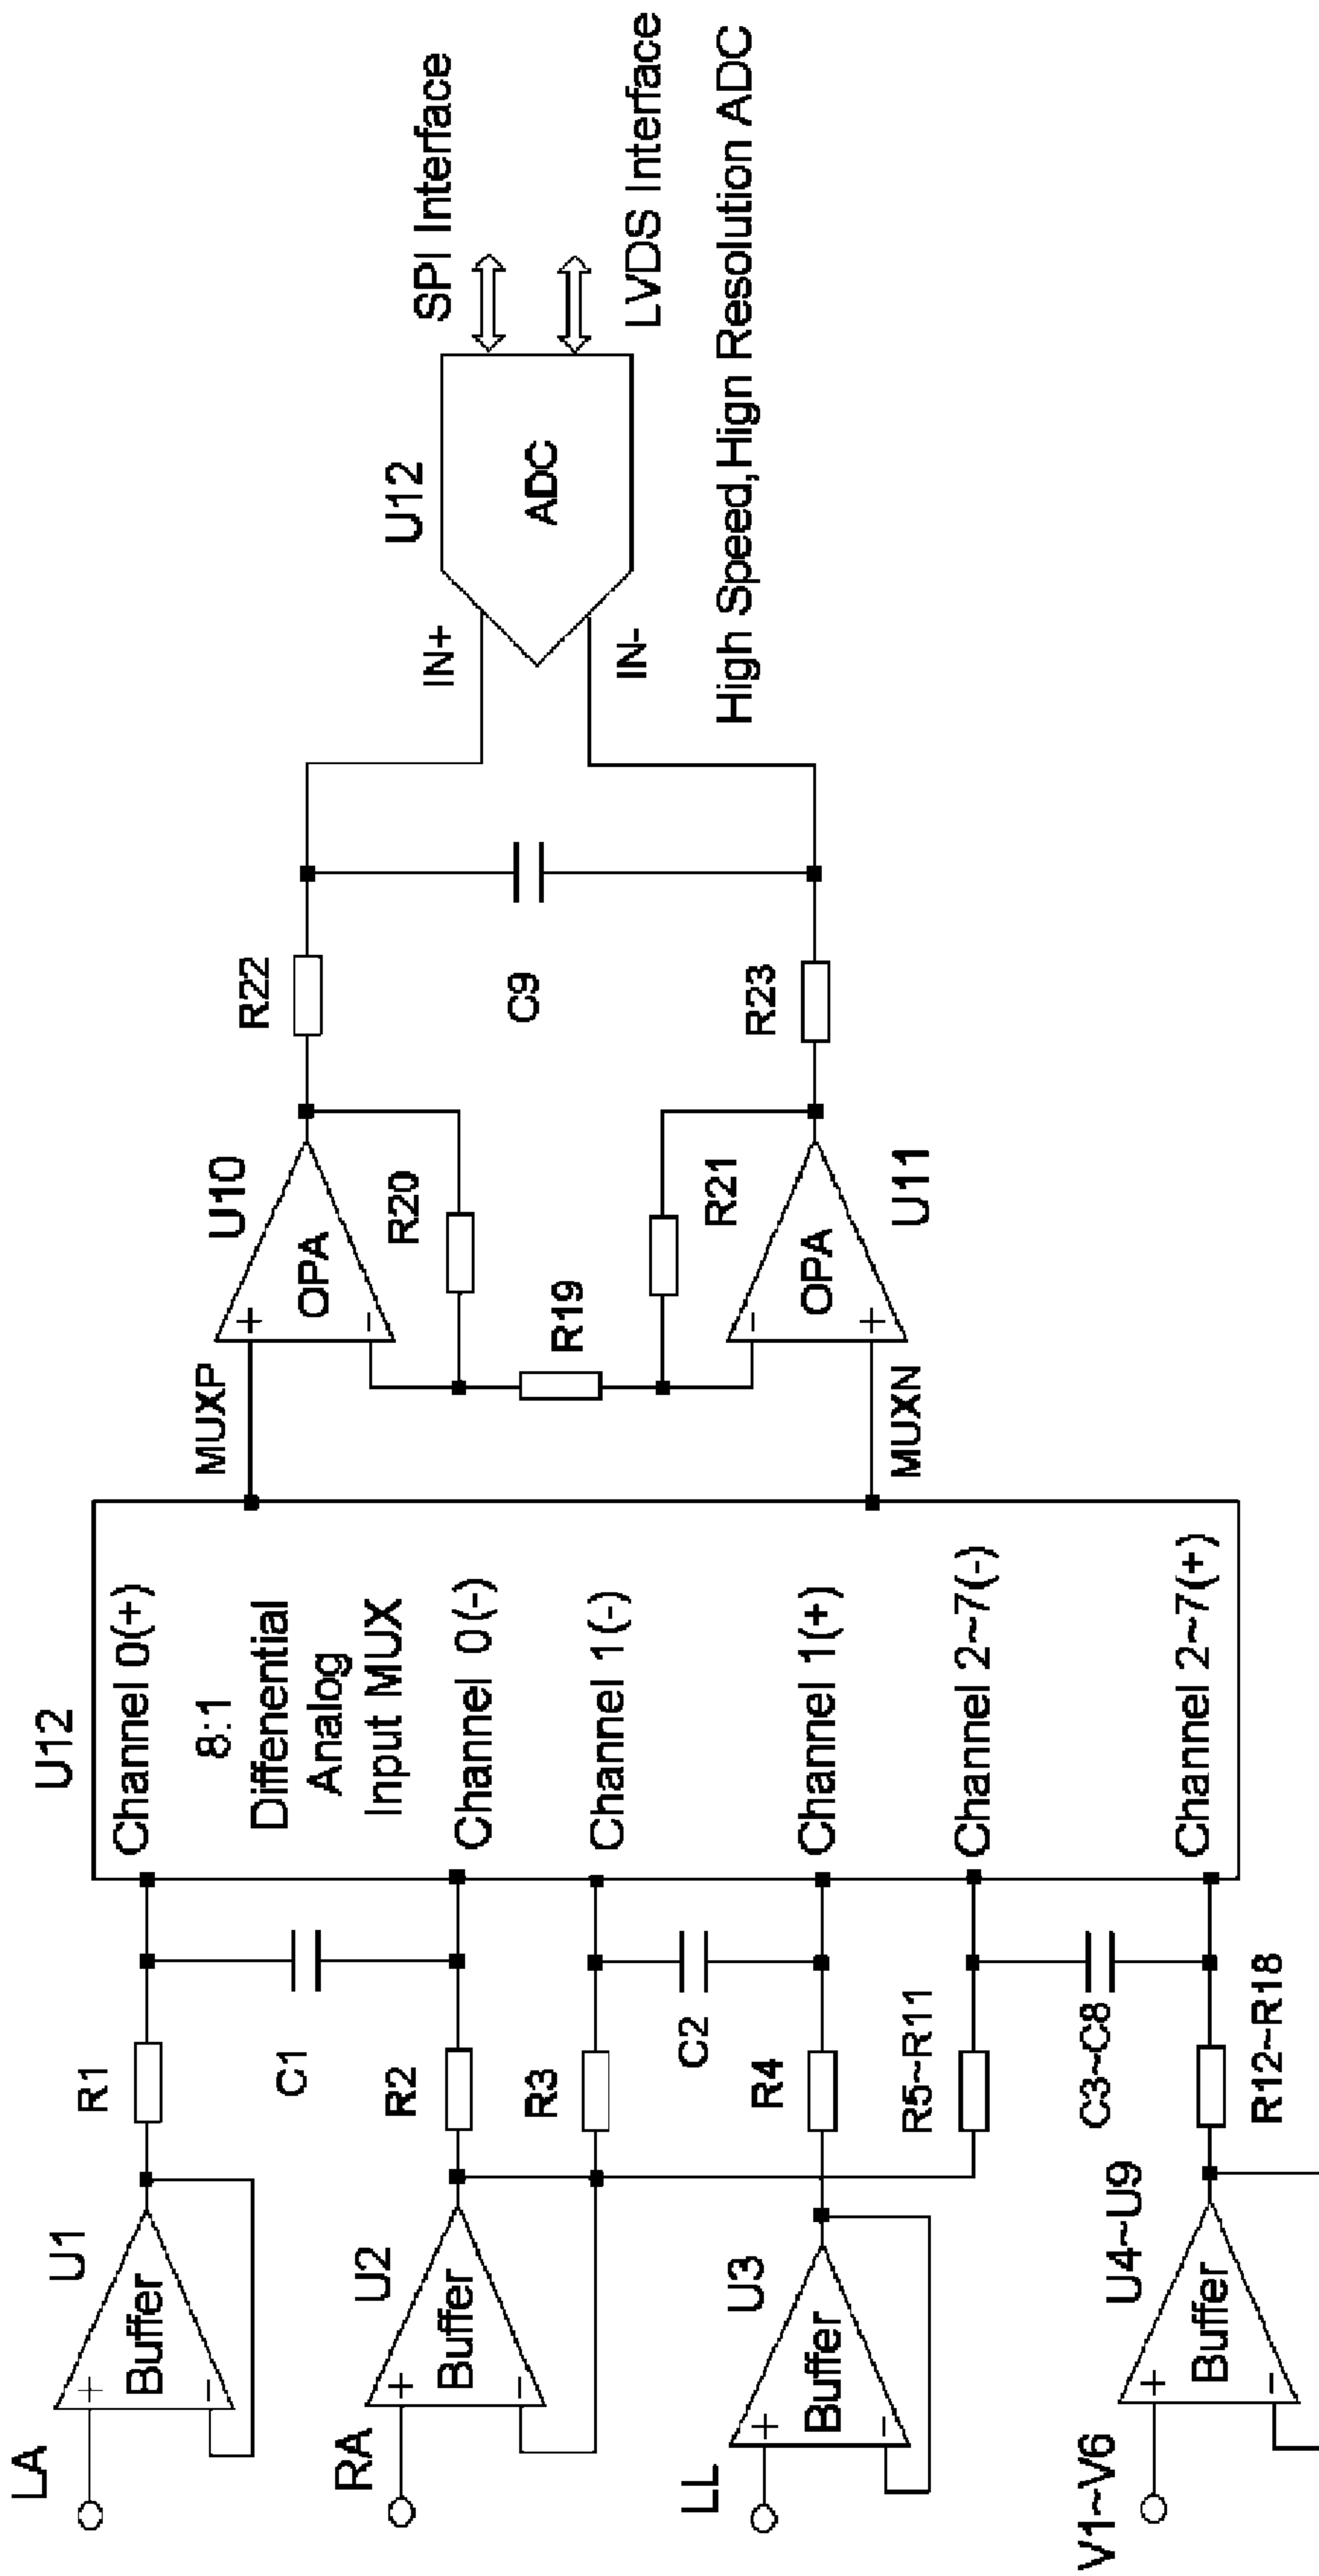 LA
U1
Buffer
+
-
R1
C1
RA
U2
Buffer
+
-
R2
R3
C2
LL
U3
Buffer
+
-
R4
R5~R11
C3~C8
V1~V6
U4~U9
Buffer
+
-
R12~R18
U12
Channel 0(+)
8:1
Diffenential
Analog
Input MUX
Channel 0(-)
Channel 1(-)
Channel 1(+)
Channel 2~7(-)
Channel 2~7(+)
MUXP
MUXN
U10
OPA
+
-
R20
R19
R21
OPA
-
+
U11
R22
C9
R23
IN+
IN-
U12
ADC
SPI Interface
LVDS Interface
High Speed,Hign Resolution ADC